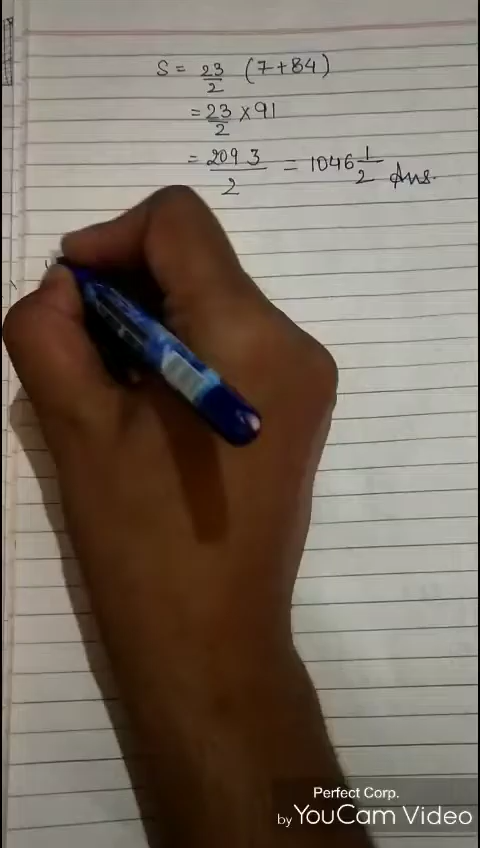 S = 23/2 (7+84)
= 23/2 × 91
= 2093/2 = 1046 1/2 Ans.
Perfect Corp.
by YouCam Video